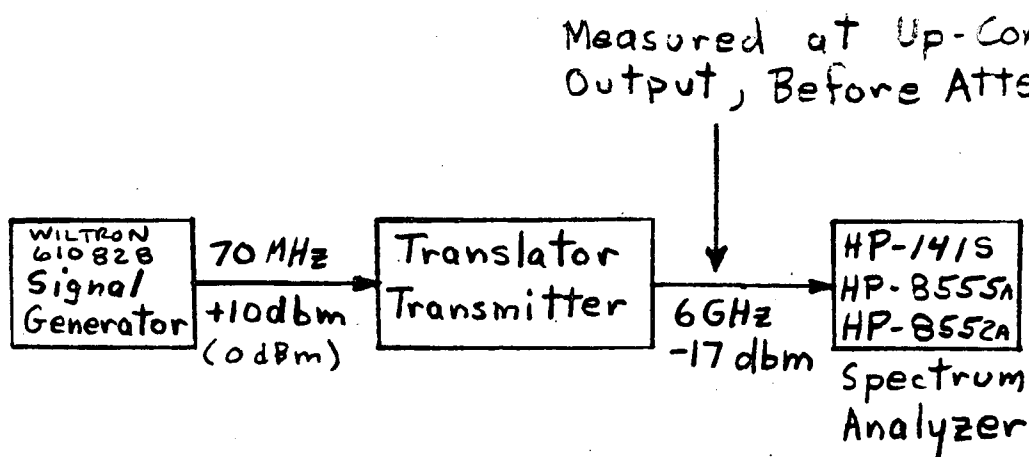 Measured at Up-Con
Output, Before Atte
WILTRON
610828
Signal
Generator
70 MHz
+10dbm
(0dBm)
Translator
Transmitter
6GHz
-17 dbm
HP-141S
HP-8555A
HP-8552A
Spectrum
Analyzer